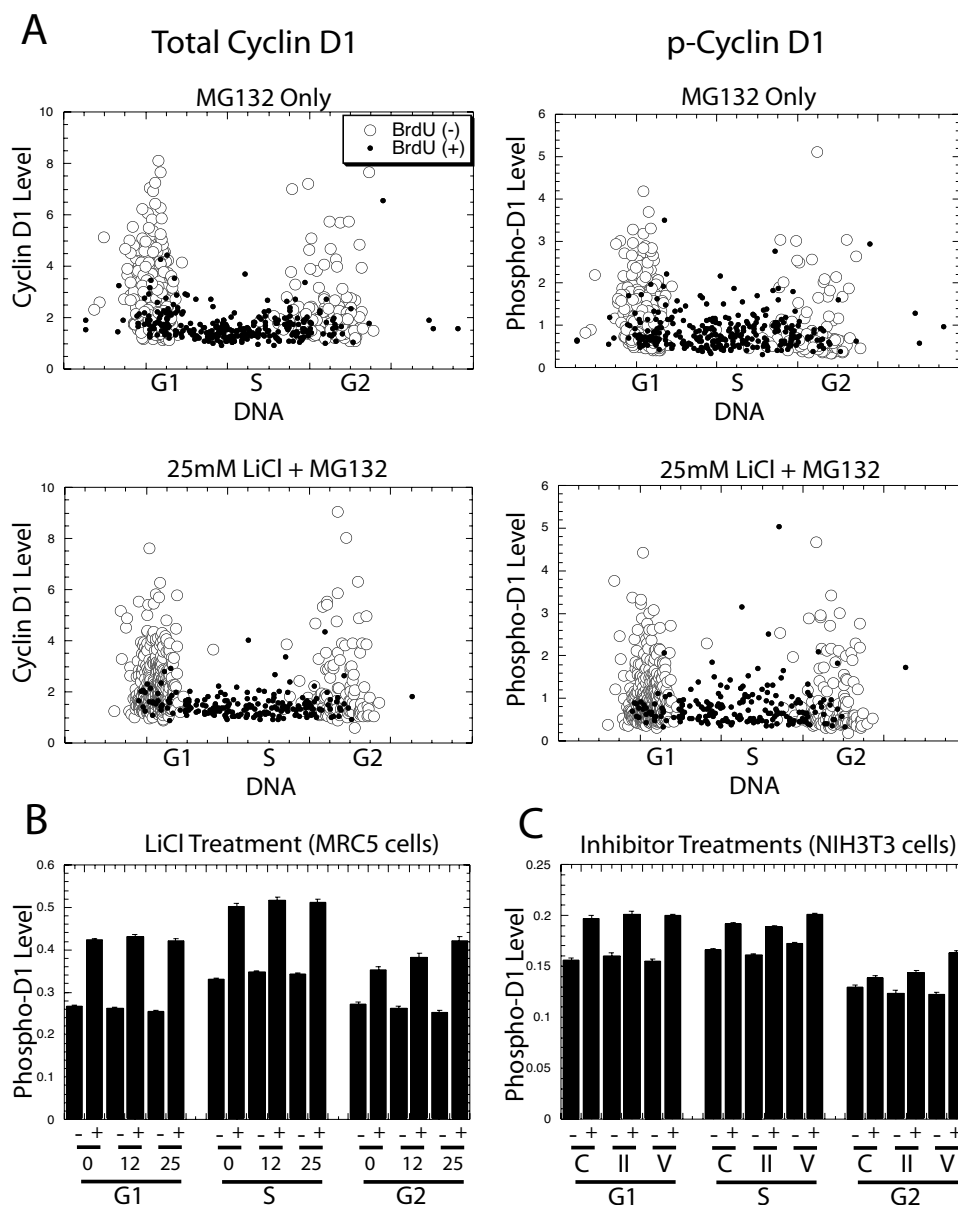 A
Total Cyclin D1
p-Cyclin D1
MG132 Only
Cyclin D1 Level
10
8
6
4
2
0
BrdU (-)
BrdU (+)
G1 S G2
DNA
MG132 Only
Phospho-D1 Level
6
5
4
3
2
1
0
G1 S G2
DNA
25mM LiCl + MG132
Cyclin D1 Level
10
8
6
4
2
0
G1 S G2
DNA
25mM LiCl + MG132
Phospho-D1 Level
6
5
4
3
2
1
0
G1 S G2
DNA
B
LiCl Treatment (MRC5 cells)
Phospho-D1 Level
0.6
0.5
0.4
0.3
0.2
0.1
0
- + - + - + - + - + - + - + - + - +
0 12 25 0 12 25 0 12 25
G1 S G2
C
Inhibitor Treatments (NIH3T3 cells)
Phospho-D1 Level
0.25
0.2
0.15
0.1
0.05
0
- + - + - + - + - + - + - + - + - +
C II V C II V C II V
G1 S G2